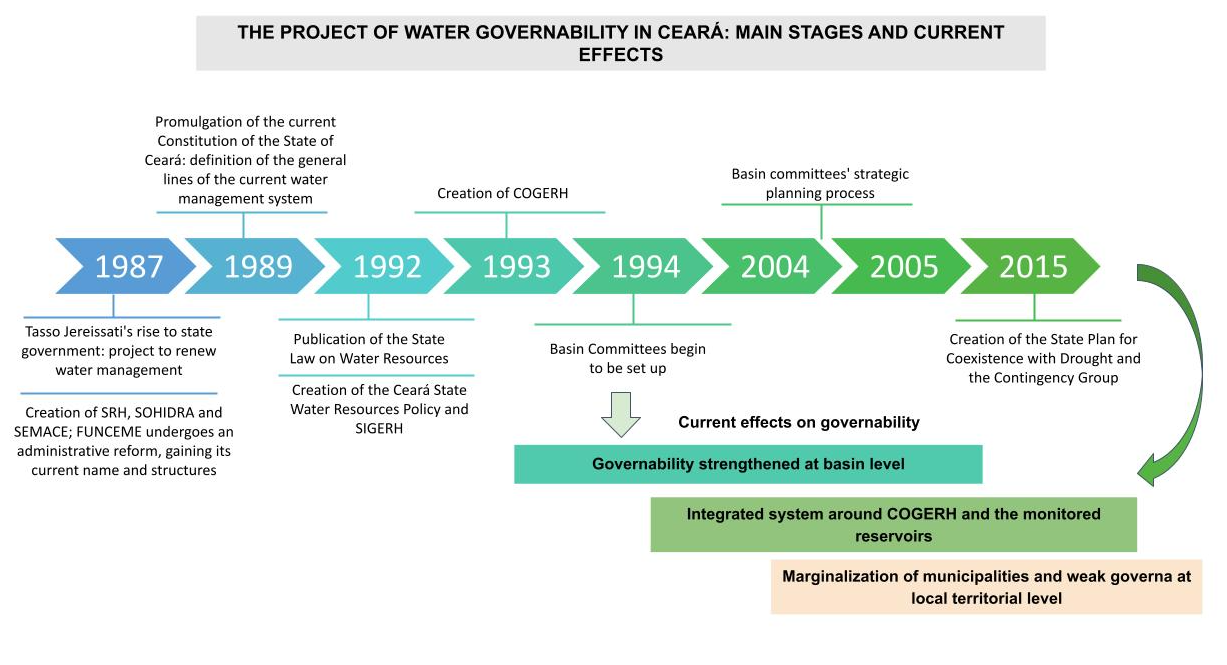 THE PROJECT OF WATER GOVERNABILITY IN CEARÁ: MAIN STAGES AND CURRENT
EFFECTS
Promulgation of the current
Constitution of the State of
Ceará: definition of the general
lines of the current water
management system
Creation of COGERH
Basin committees' strategic
planning process
1987
1989
1992
1993
1994
2004
2005
2015
Tasso Jereissati's rise to state
government: project to renew
water management
Creation of SRH, SOHIDRA and
SEMACE; FUNCEME undergoes an
administrative reform, gaining its
current name and structures
Publication of the State
Law on Water Resources
Creation of the Ceará State
Water Resources Policy and
SIGERH
Basin Committees begin
to be set up
Creation of the State Plan for
Coexistence with Drought and
the Contingency Group
Current effects on governability
Governability strengthened at basin level
Integrated system around COGERH and the monitored
reservoirs
Marginalization of municipalities and weak governa at
local territorial level